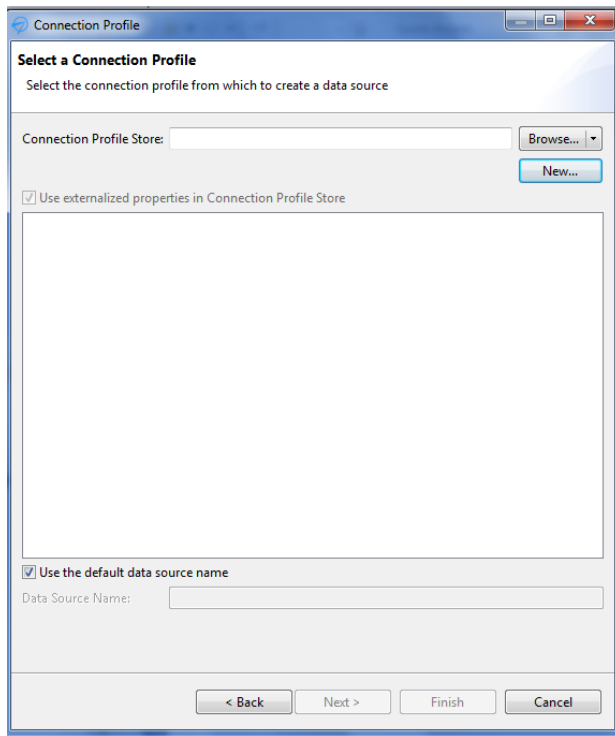 Connection Profile
Select a Connection Profile
Select the connection profile from which to create a data source
Connection Profile Store:
Browse...
New...
Use externalized properties in Connection Profile Store
Use the default data source name
Data Source Name:
< Back
Next >
Finish
Cancel